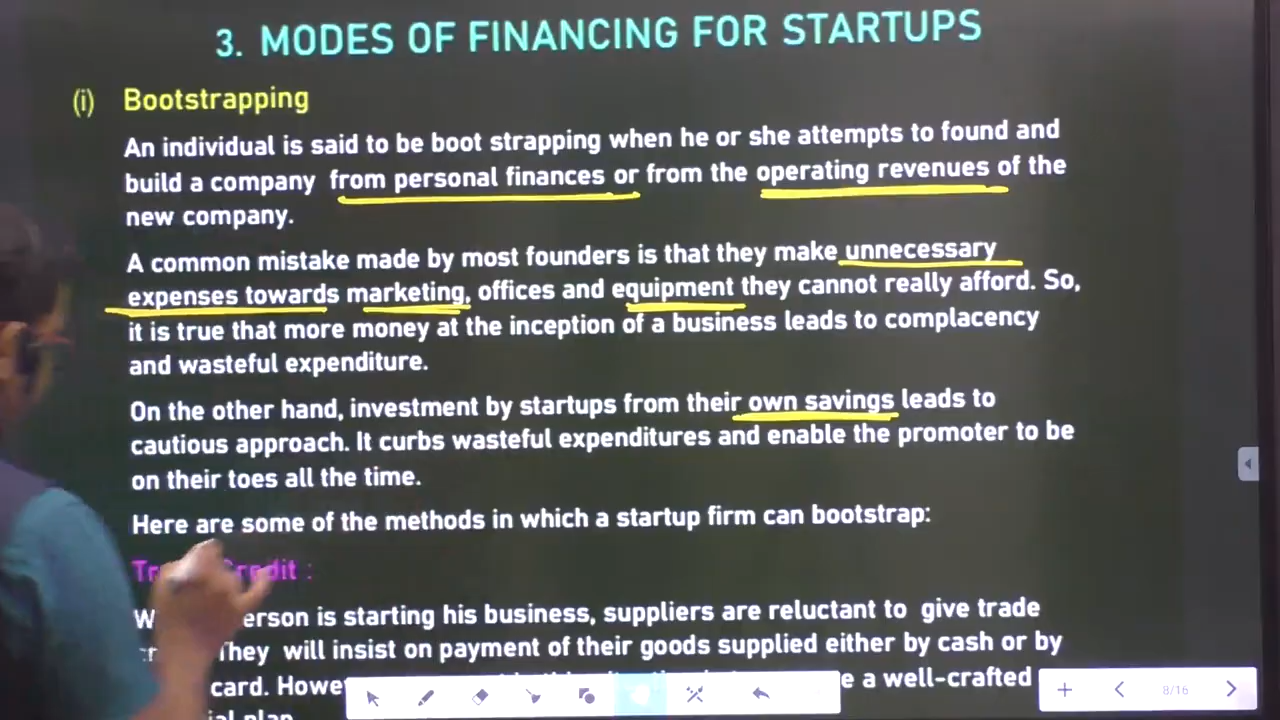 3. MODES OF FINANCING FOR STARTUPS
(i) Bootstrapping
An individual is said to be boot strapping when he or she attempts to found and
build a company from personal finances or from the operating revenues of the
new company.
A common mistake made by most founders is that they make unnecessary
expenses towards marketing, offices and equipment they cannot really afford. So,
it is true that more money at the inception of a business leads to complacency
and wasteful expenditure.
On the other hand, investment by startups from their own savings leads to
cautious approach. It curbs wasteful expenditures and enable the promoter to be
on their toes all the time.
Here are some of the methods in which a startup firm can bootstrap:
Credit :
is starting his business, suppliers are reluctant to give trade
They will insist on payment of their goods supplied either by cash or by
card. a well-crafted
plan
8/16